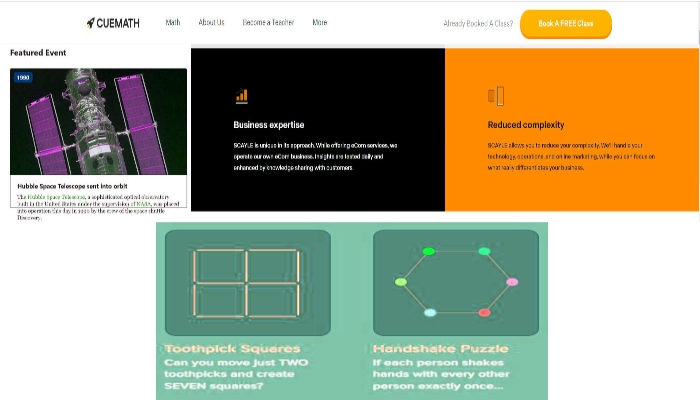 CUEMATH
Math
About Us
Become a Teacher
More
Already Booked A Class?
Book A FREE Class
Featured Event
1990
Hubble Space Telescope sent into orbit
The Hubble Space Telescope, a sophisticated optical observatory
built in the United States under the supervision of NASA, was placed
into operation this day in 1990 by the crew of the space shuttle
Discovery.
Business expertise
SCAYLE is unique in its approach. While offering eCom services, we
operate our own eCom business. Insights are tested daily and
enhanced by knowledge sharing with customers.
Reduced complexity
SCAYLE allows you to reduce your complexity. We'll handle your
technology, operations, and online marketing, while you can focus on
what really differentiates your business.
Toothpick Squares
Can you move just TWO
toothpicks and create
SEVEN squares?
Handshake Puzzle
If each person shakes
hands with every other
person exactly once...